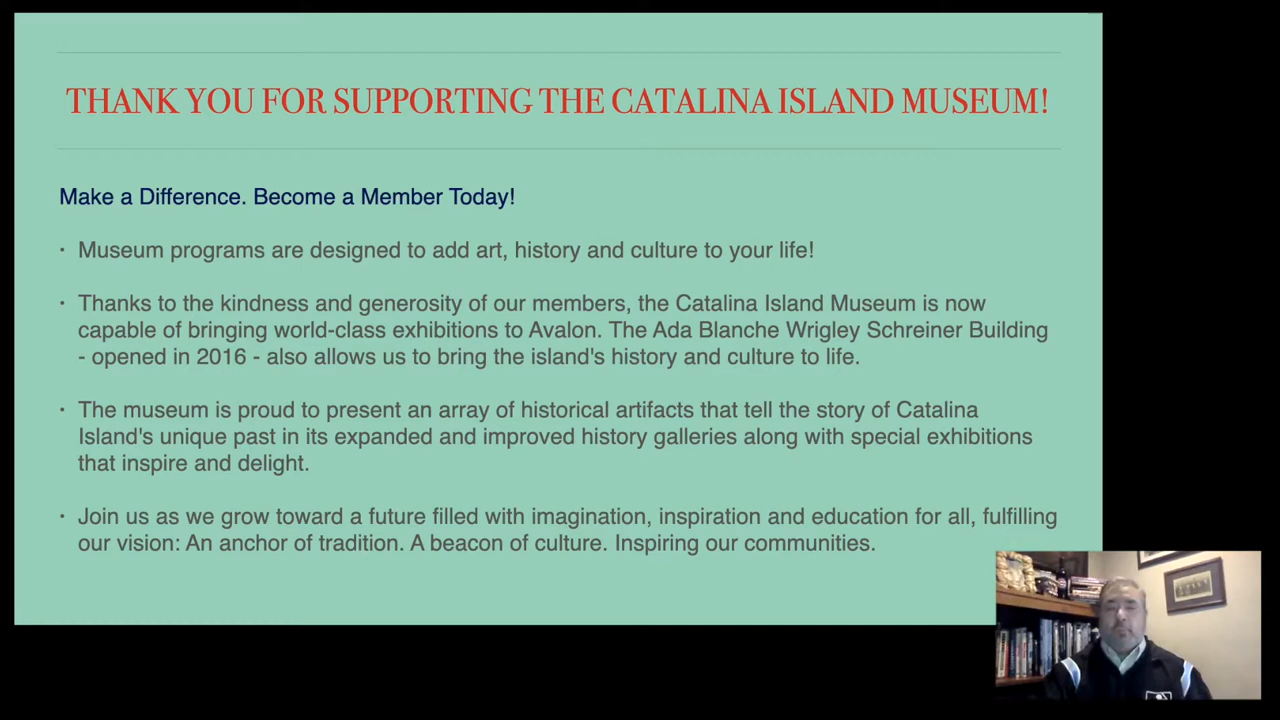 THANK YOU FOR SUPPORTING THE CATALINA ISLAND MUSEUM!
Make a Difference. Become a Member Today!
· Museum programs are designed to add art, history and culture to your life!
· Thanks to the kindness and generosity of our members, the Catalina Island Museum is now
capable of bringing world-class exhibitions to Avalon. The Ada Blanche Wrigley Schreiner Building
- opened in 2016 - also allows us to bring the island's history and culture to life.
· The museum is proud to present an array of historical artifacts that tell the story of Catalina
Island's unique past in its expanded and improved history galleries along with special exhibitions
that inspire and delight.
· Join us as we grow toward a future filled with imagination, inspiration and education for all, fulfilling
our vision: An anchor of tradition. A beacon of culture. Inspiring our communities.